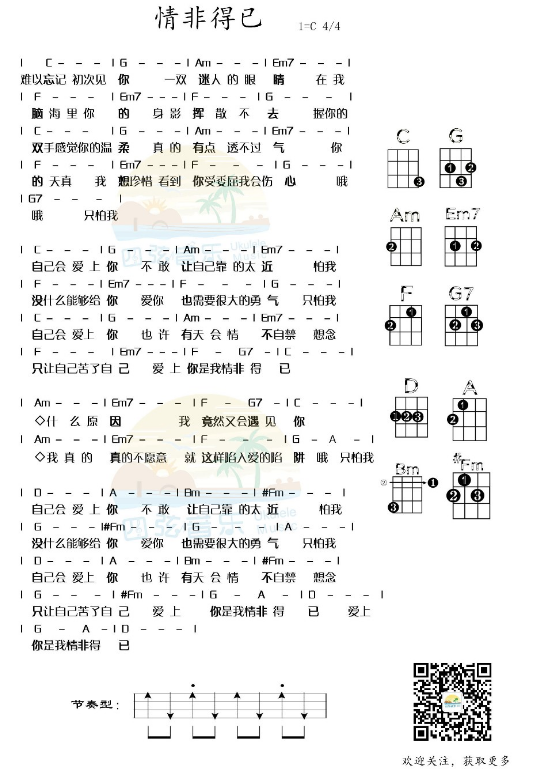 情非得已 1=C 4/4
| C - - - |G - - - |Am - - - |Em7 - - -|
难以忘记 初次见 你 一双 迷人的眼 睛 在我
| F - - - |Em7 - - -|F - - - |G - - - |
脑海里你 的 身影 挥散不 去 握你的
| C - - - |G - - - |Am - - - |Em7 - - -|
双手感觉你的温 柔 真的 有点 透不过 气 你
| F - - - |Em7 - - -|F - - - |G - - -|
的 天真 我 想珍惜 看到 你受委屈我会伤 心 哦
|G7 - - - |
哦 只怕我
| C - - - |G - - - |Am - - - |Em7 - - - |
自己会 爱上 你 不敢 让自己靠 的太 近 怕我
| F - - - |Em7 - - -|F - - - |G - - - |
没什么能够给 你 爱你 也需要很大的勇 气 只怕我
| C - - - |G - - - |Am - - - |Em7 - - - |
自己会 爱上 你 也许 有天会情 不自禁 想念
| F - - - |Em7 - - -|F - G7 -|C - - - |
只让自己苦了自 己 爱上 你是我情非得 已
| Am - - - |Em7 - - - |F - G7 -|C - - - |
◇什么原 因 我 竟然又会遇见 你
| Am - - - |Em7 - - - |F - - - |G - A - |
◇我真的 真的不愿意 就 这样陷入爱的陷 阱 哦 只怕我
| D - - - |A - - - |Bm - - - |#Fm - - - |
自己会 爱上 你 不敢 让自己靠 的太 近 怕我
| G - - -|#Fm - - - |G - - - |A - - - |
没什么能够给 你 爱你 也需要很大的勇 气 只怕我
| D - - - |A - - - |Bm - - - |#Fm - - - |
自己会 爱上 你 也许 有天会情 不自禁 想念
| G - - - |#Fm - - - |G - A - |D - - - |
只让自己苦了自 己 爱上 你是我情非得 已 爱上
| G - A - |D - - - |
你是我情非得 已
C G
Am Em7
F G7
D A
Bm #Fm
节奏型：
欢迎关注，获取更多